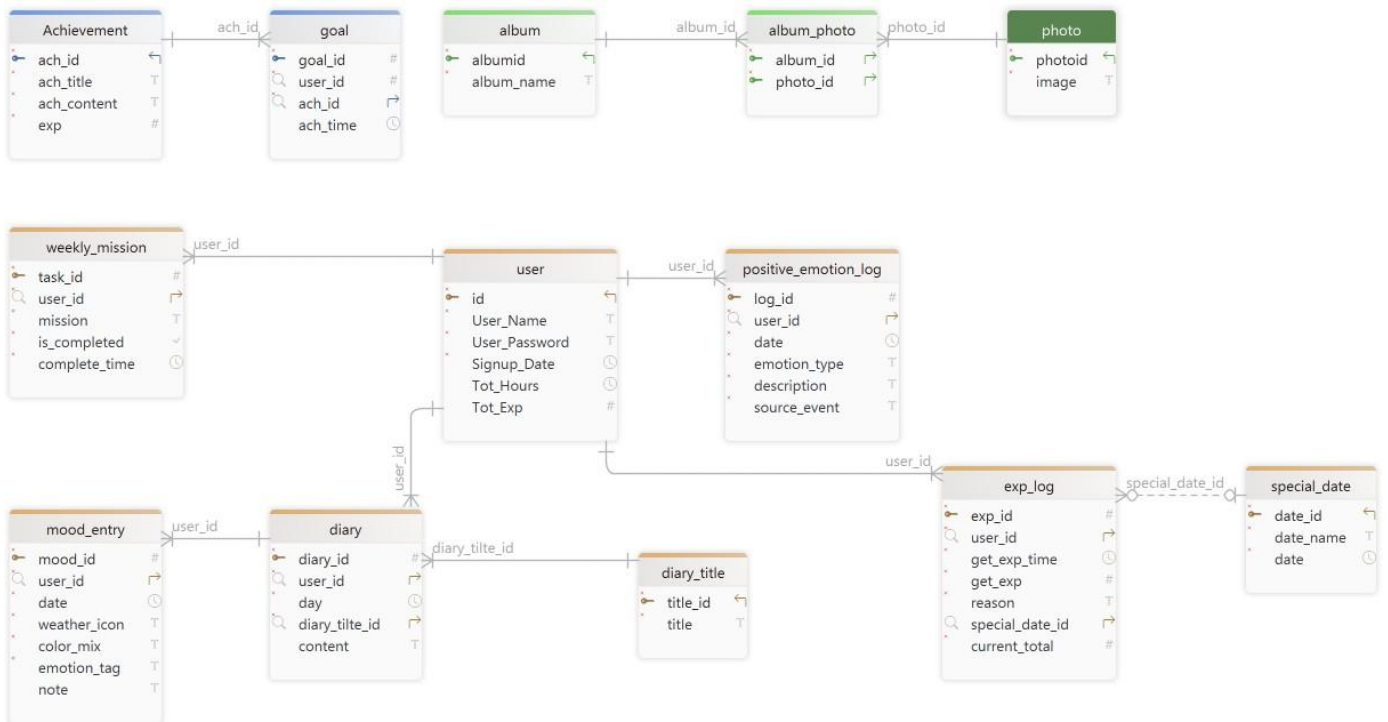 Achievement
ach_id
ach_title
ach_content
exp
ach_id
goal
goal_id
user_id
ach_id
ach_time
album
albumid
album_name
album_id
album_photo
album_id
photo_id
photo_id
photo
photoid
image
weekly_mission
task_id
user_id
mission
is_completed
complete_time
user_id
user
id
User_Name
User_Password
Signup_Date
Tot_Hours
Tot_Exp
user_id
positive_emotion_log
log_id
user_id
date
emotion_type
description
source_event
user_id
user_id
mood_entry
mood_id
user_id
date
weather_icon
color_mix
emotion_tag
note
user_id
diary
diary_id
user_id
day
diary_tilte_id
content
diary_tilte_id
diary_title
title_id
title
exp_log
exp_id
user_id
get_exp_time
get_exp
reason
special_date_id
current_total
special_date_id
special_date
date_id
date_name
date